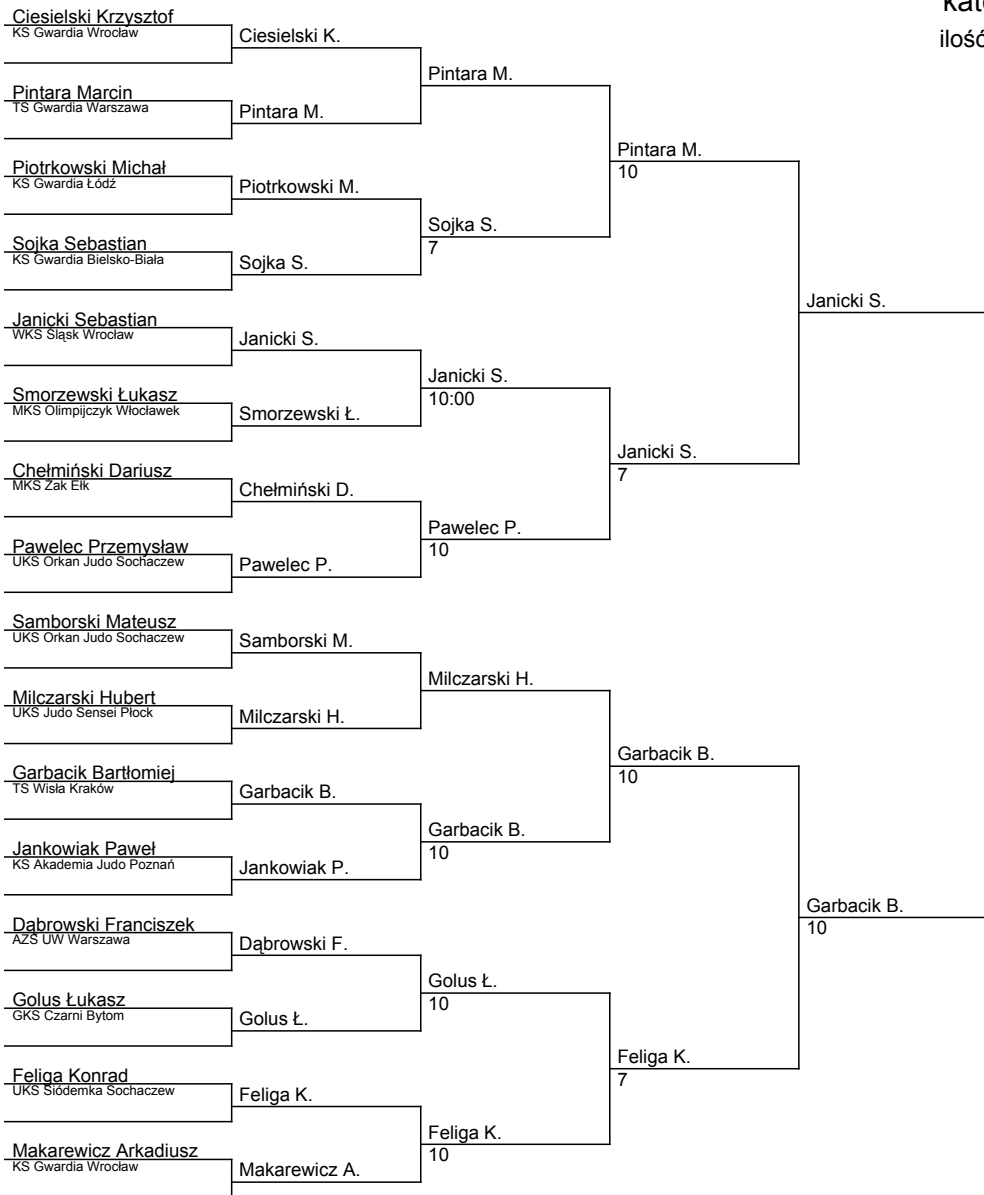 kate
ilość
Ciesielski Krzysztof
KS Gwardia Wrocław
Ciesielski K.
Pintara M.
Pintara Marcin
TS Gwardia Warszawa
Pintara M.
Pintara M.
10
Piotrkowski Michał
KS Gwardia Łódź
Piotrkowski M.
Sojka S.
7
Sojka Sebastian
KS Gwardia Bielsko-Biała
Sojka S.
Janicki S.
Janicki Sebastian
WKS Śląsk Wrocław
Janicki S.
Janicki S.
10:00
Smorzewski Łukasz
MKS Olimpijczyk Włocławek
Smorzewski Ł.
Janicki S.
7
Chełmiński Dariusz
MKS Żak Ełk
Chełmiński D.
Pawelec P.
10
Pawelec Przemysław
UKS Orkan Judo Sochaczew
Pawelec P.
Samborski Mateusz
UKS Orkan Judo Sochaczew
Samborski M.
Milczarski H.
Milczarski Hubert
UKS Judo Sensei Płock
Milczarski H.
Garbacik B.
10
Garbacik Bartłomiej
TS Wisła Kraków
Garbacik B.
Garbacik B.
10
Jankowiak Paweł
KS Akademia Judo Poznań
Jankowiak P.
Garbacik B.
10
Dąbrowski Franciszek
AZS UW Warszawa
Dąbrowski F.
Golus Ł.
10
Golus Łukasz
GKS Czarni Bytom
Golus Ł.
Feliga K.
7
Feliga Konrad
UKS Siódemka Sochaczew
Feliga K.
Feliga K.
10
Makarewicz Arkadiusz
KS Gwardia Wrocław
Makarewicz A.